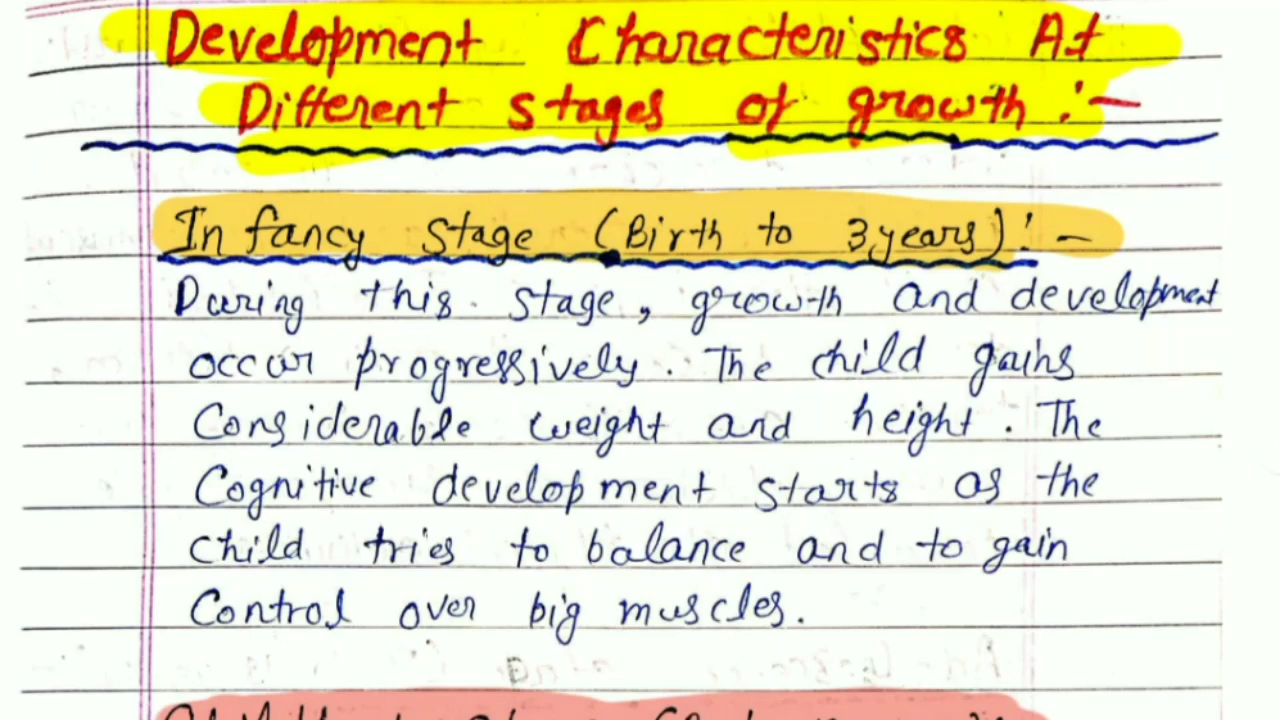 Development Characteristics At
Different stages of growth :-
Infancy stage (Birth to 3 years) :-
During this stage, growth and development
occur progressively. The child gains
Considerable weight and height. The
Cognitive development starts as the
child tries to balance and to gain
Control over big muscles.